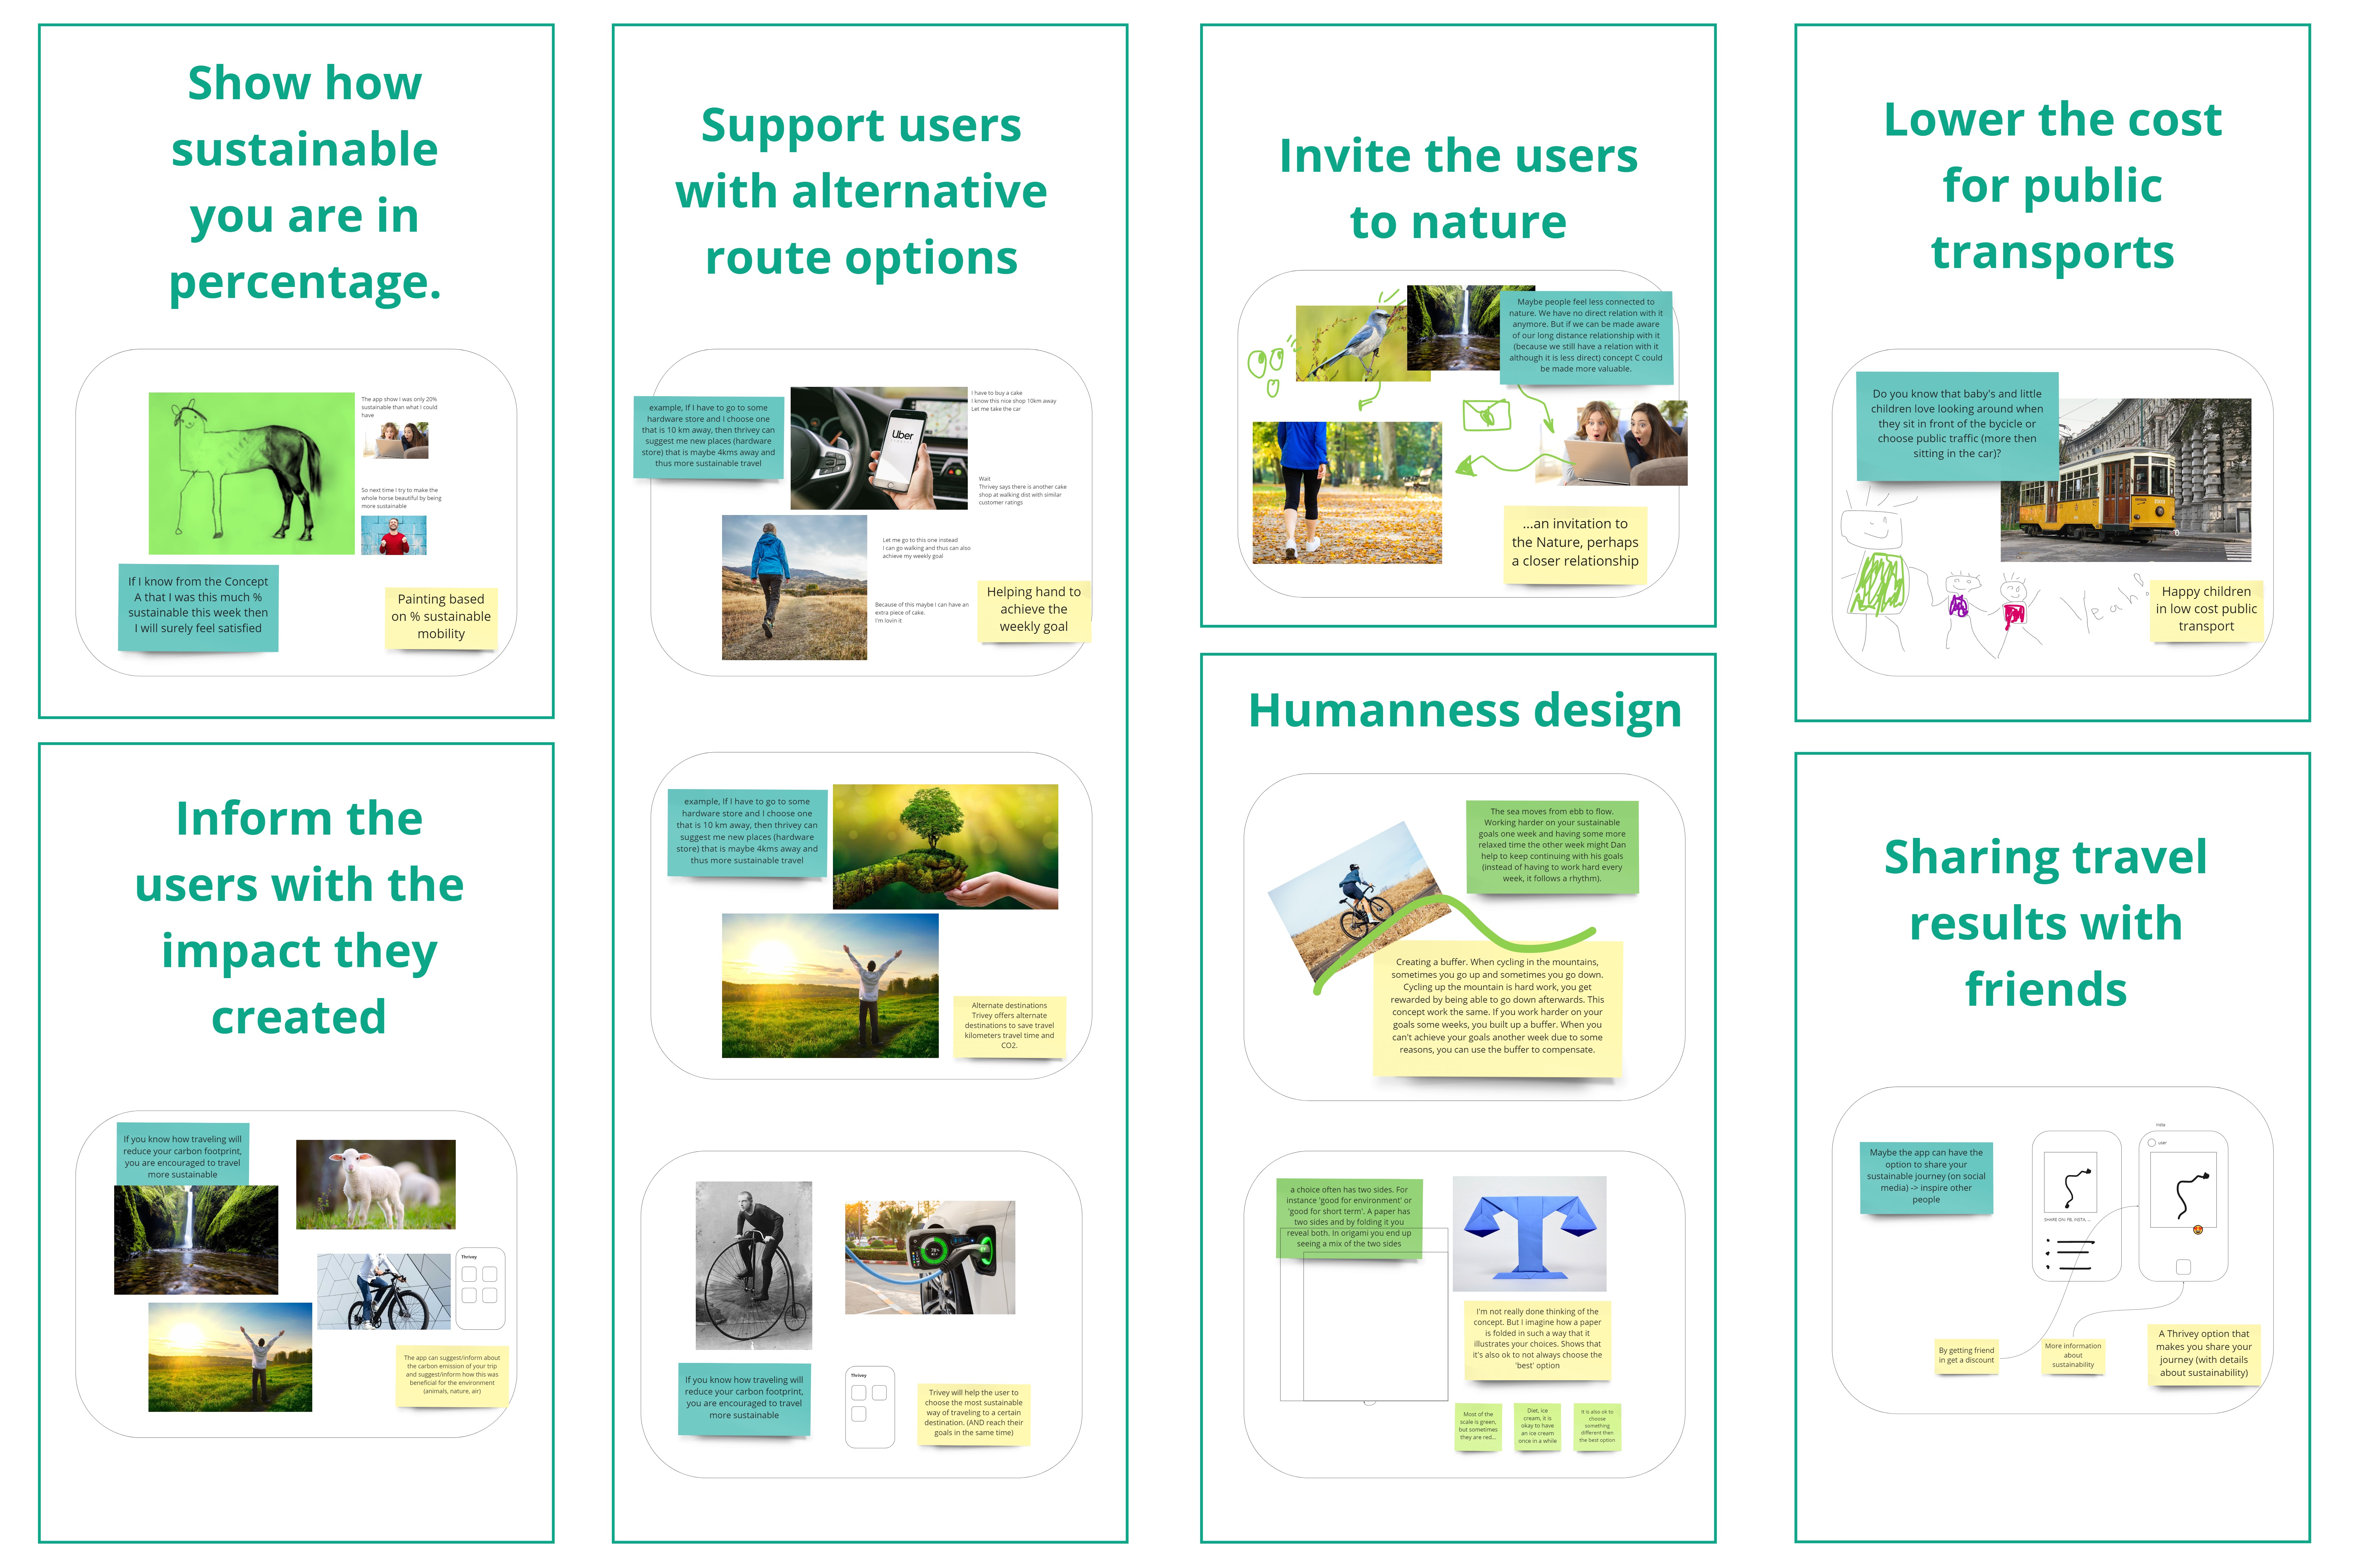 Show how
sustainable
you are in
percentage.
The app show I was only 20%
sustainable than what I could
have
So next time I try to make the
whole horse beautiful by being
more sustainable
If I know from the Concept
A that I was this much %
sustainable this week then
I will surely feel satisfied
Painting based
on % sustainable
mobility
Inform the
users with the
impact they
created
If you know how traveling will
reduce your carbon footprint,
you are encouraged to travel
more sustainable
Thrivey
The app can suggest/inform about
the carbon emission of your trip
and suggest/inform how this was
beneficial for the environment
(animals, nature, air)
Support users
with alternative
route options
example, If I have to go to some
hardware store and I choose one
that is 10 km away, then thrivey can
suggest me new places (hardware
store) that is maybe 4kms away and
thus more sustainable travel
Uber
I have to buy a cake
I know this nice shop 10km away
Let me take the car
Wait
Thrivey says there is another cake
shop at walking dist with similar
customer ratings
Let me go to this one instead
I can go walking and thus can also
achieve my weekly goal
Because of this maybe I can have an
extra piece of cake.
I'm lovin it
Helping hand to
achieve the
weekly goal
example, If I have to go to some
hardware store and I choose one
that is 10 km away, then thrivey can
suggest me new places (hardware
store) that is maybe 4kms away and
thus more sustainable travel
Alternate destinations
Trivey offers alternate
destinations to save travel
kilometers travel time and
CO2.
If you know how traveling will
reduce your carbon footprint,
you are encouraged to travel
more sustainable
Thrivey
Trivey will help the user to
choose the most sustainable
way of traveling to a certain
destination. (AND reach their
goals in the same time)
Invite the users
to nature
Maybe people feel less connected to
nature. We have no direct relation with it
anymore. But if we can be made aware
of our long distance relationship with it
(because we still have a relation with it
although it is less direct) concept C could
be made more valuable.
...an invitation to
the Nature, perhaps
a closer relationship
Humanness design
The sea moves from ebb to flow.
Working harder on your sustainable
goals one week and having some more
relaxed time the other week might Dan
help to keep continuing with his goals
(instead of having to work hard every
week, it follows a rhythm).
Creating a buffer. When cycling in the mountains,
sometimes you go up and sometimes you go down.
Cycling up the mountain is hard work, you get
rewarded by being able to go down afterwards. This
concept work the same. If you work harder on your
goals some weeks, you built up a buffer. When you
can't achieve your goals another week due to some
reasons, you can use the buffer to compensate.
a choice often has two sides. For
instance 'good for environment' or
'good for short term'. A paper has
two sides and by folding it you
reveal both. In origami you end up
seeing a mix of the two sides
I'm not really done thinking of the
concept. But I imagine how a paper
is folded in such a way that it
illustrates your choices. Shows that
it's also ok to not always choose the
'best' option
Most of the
scale is green,
but sometimes
they are red...
Diet, ice
cream, it is
okay to have
an ice cream
once in a while
It is also ok to
choose
something
different then
the best option
Lower the cost
for public
transports
Do you know that baby's and little
children love looking around when
they sit in front of the bycicle or
choose public traffic (more then
sitting in the car)?
Yeah!
Happy children
in low cost public
transport
Sharing travel
results with
friends
Maybe the app can have the
option to share your
sustainable journey (on social
media) -> inspire other
people
insta
user
SHARE ON: FB, INSTA, ...
By getting friend
in get a discount
More information
about
sustainability
A Thrivey option that
makes you share your
journey (with details
about sustainability)